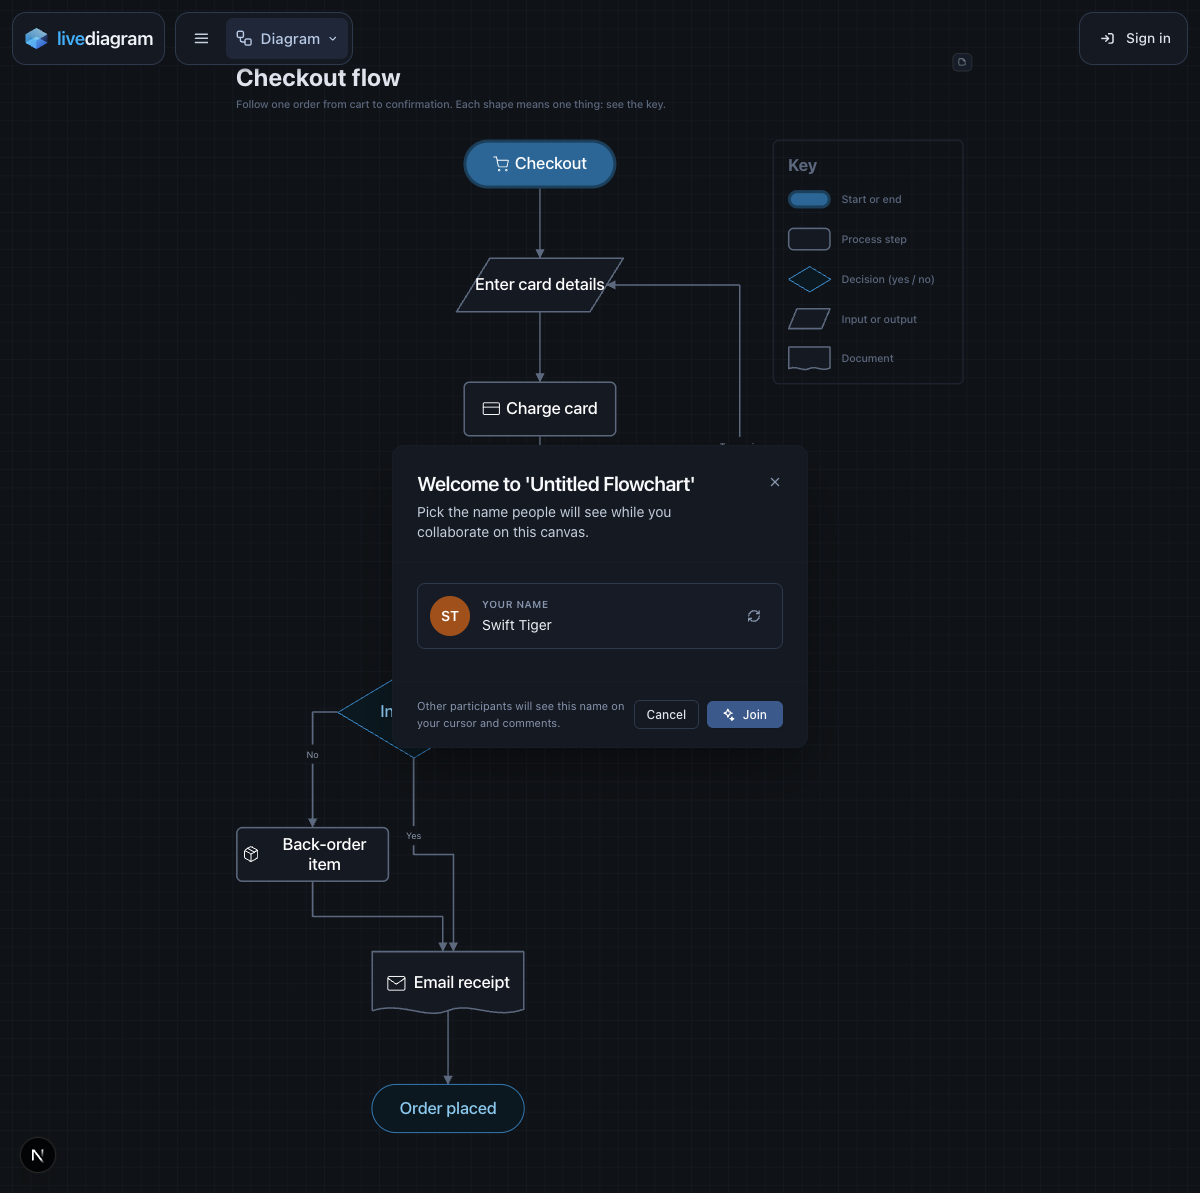 livediagram
Diagram
Sign in
Checkout flow
Follow one order from cart to confirmation. Each shape means one thing: see the key.
Checkout
Key
Start or end
Process step
Decision (yes / no)
Input or output
Document
Enter card details
Charge card
Welcome to 'Untitled Flowchart'
Pick the name people will see while you
collaborate on this canvas.
ST
YOUR NAME
Swift Tiger
Other participants will see this name on
your cursor and comments.
Cancel
Join
In
No
Yes
Back-order
item
Email receipt
Order placed
N